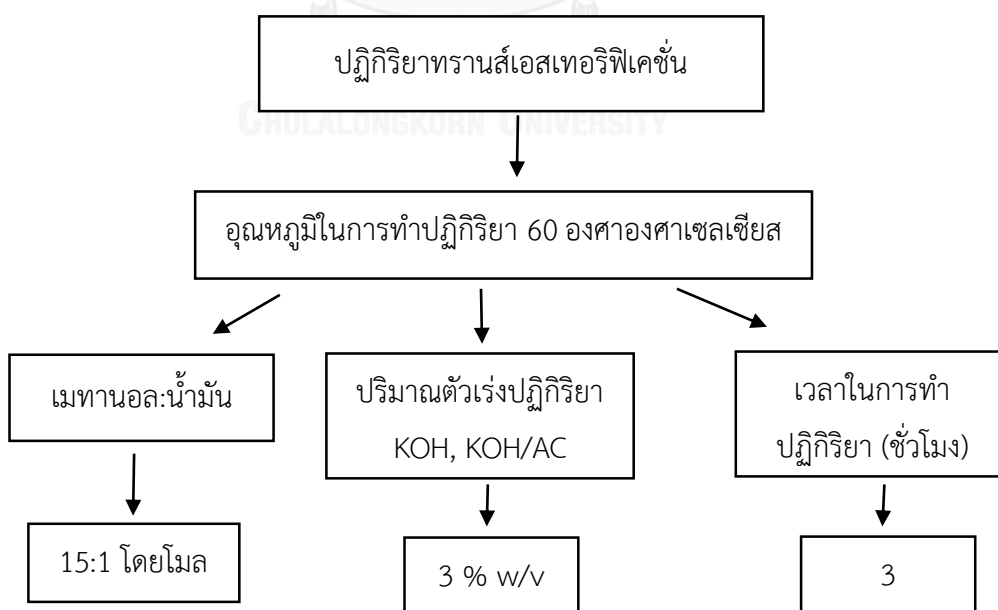 ปฏิกิริยาทรานส์เอสเทอริฟิเคชั่น
CHULALONGKORN UNIVERSITY
อุณหภูมิในการทำปฏิกิริยา 60 องศาองศาเซลเซียส
เมทานอล:น้ำมัน
ปริมาณตัวเร่งปฏิกิริยา
KOH, KOH/AC
เวลาในการทำ
ปฏิกิริยา (ชั่วโมง)
15:1 โดยโมล
3 % w/v
3